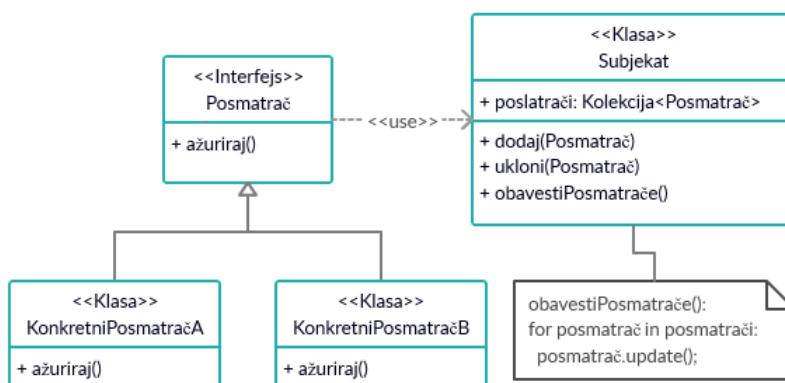 <<Interfejs>>
Posmatrač
+ ažuriraj()
<<use>>
<<Klasa>>
Subjekat
+ poslatrači: Kolekcija<Posmatrač>
+ dodaj(Posmatrač)
+ ukloni(Posmatrač)
+ obavestiPosmatrače()
<<Klasa>>
KonkretniPosmatračA
+ ažuriraj()
<<Klasa>>
KonkretniPosmatračB
+ ažuriraj()
obavestiPosmatrače():
for posmatrač in posmatrači:
posmatrač.update();